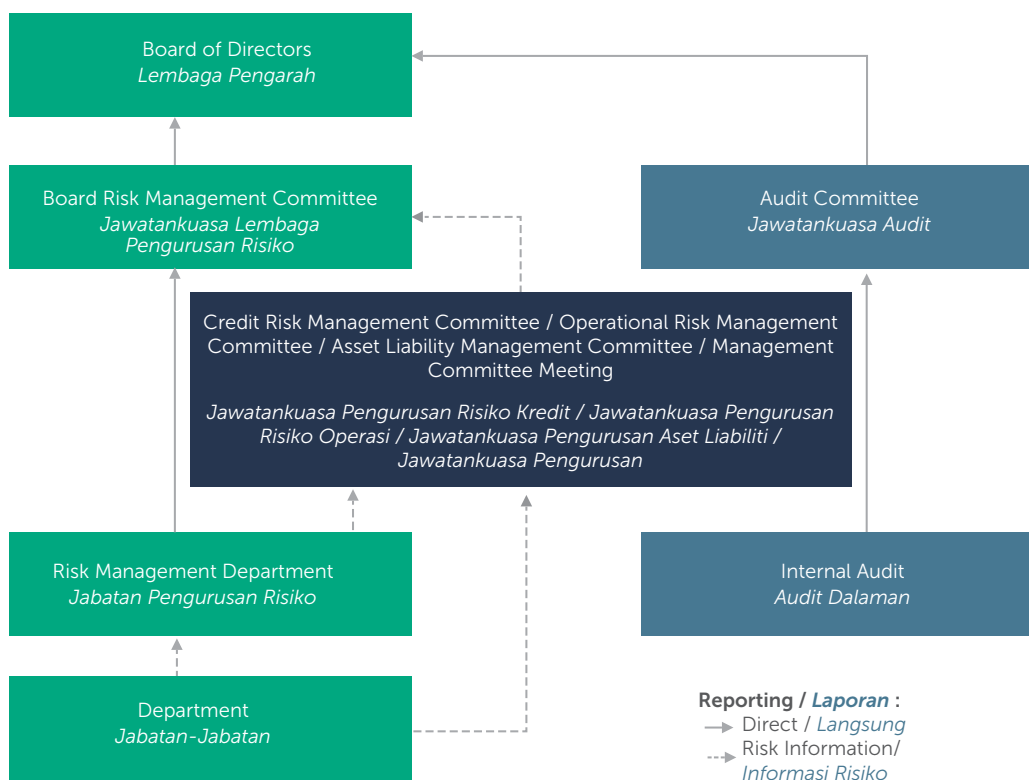 Board of Directors
Lembaga Pengarah
Board Risk Management Committee
Jawatankuasa Lembaga
Pengurusan Risiko
Audit Committee
Jawatankuasa Audit
Credit Risk Management Committee / Operational Risk Management
Committee / Asset Liability Management Committee / Management
Committee Meeting
Jawatankuasa Pengurusan Risiko Kredit / Jawatankuasa Pengurusan
Risiko Operasi / Jawatankuasa Pengurusan Aset Liabiliti /
Jawatankuasa Pengurusan
Risk Management Department
Jabatan Pengurusan Risiko
Internal Audit
Audit Dalaman
Department
Jabatan-Jabatan
Reporting / Laporan :
Direct / Langsung
Risk Information/
Informasi Risiko